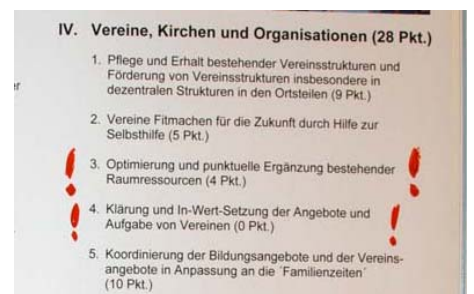 IV. Vereine, Kirchen und Organisationen (28 Pkt.)
1. Pflege und Erhalt bestehender Vereinsstrukturen und
Förderung von Vereinsstrukturen insbesondere in
dezentralen Strukturen in den Ortsteilen (9 Pkt.)
2. Vereine Fitmachen für die Zukunft durch Hilfe zur
Selbsthilfe (5 Pkt.)
! 3. Optimierung und punktuelle Ergänzung bestehender !
Raumressourcen (4 Pkt.)
! 4. Klärung und In-Wert-Setzung der Angebote und !
Aufgabe von Vereinen (0 Pkt.)
5. Koordinierung der Bildungsangebote und der Vereins-
angebote in Anpassung an die ´Familienzeiten´
(10 Pkt.)